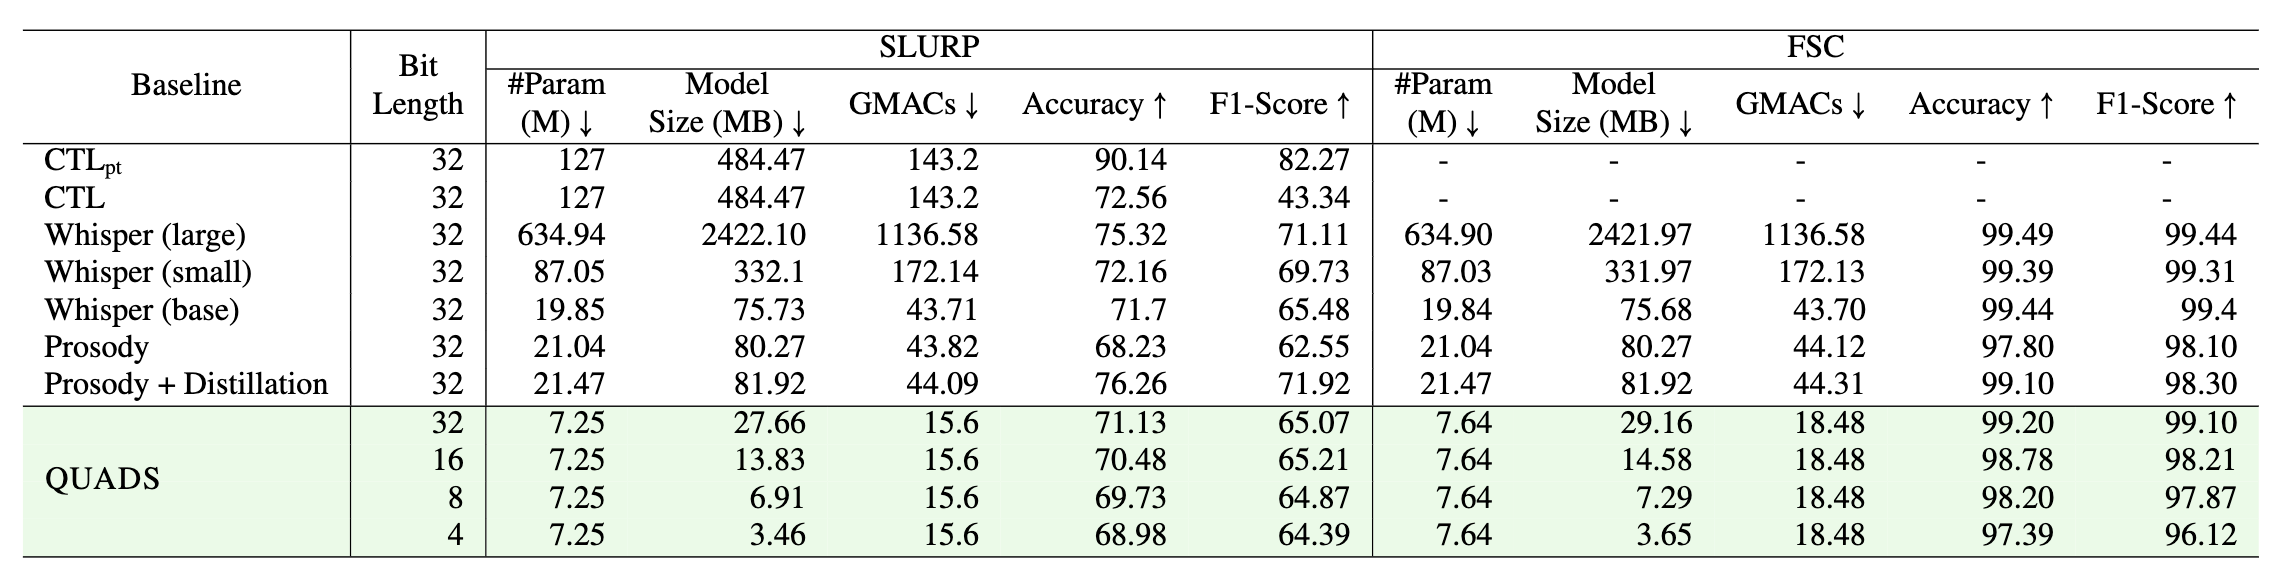 Baseline Bit Length SLURP FSC
#Param (M) ↓ Model Size (MB) ↓ GMACs ↓ Accuracy ↑ F1-Score ↑ #Param (M) ↓ Model Size (MB) ↓ GMACs ↓ Accuracy ↑ F1-Score ↑
CTLpt 32 127 484.47 143.2 90.14 82.27 - - - - -
CTL 32 127 484.47 143.2 72.56 43.34 - - - - -
Whisper (large) 32 634.94 2422.10 1136.58 75.32 71.11 634.90 2421.97 1136.58 99.49 99.44
Whisper (small) 32 87.05 332.1 172.14 72.16 69.73 87.03 331.97 172.13 99.39 99.31
Whisper (base) 32 19.85 75.73 43.71 71.7 65.48 19.84 75.68 43.70 99.44 99.4
Prosody 32 21.04 80.27 43.82 68.23 62.55 21.04 80.27 44.12 97.80 98.10
Prosody + Distillation 32 21.47 81.92 44.09 76.26 71.92 21.47 81.92 44.31 99.10 98.30
QUADS 32 7.25 27.66 15.6 71.13 65.07 7.64 29.16 18.48 99.20 99.10
16 7.25 13.83 15.6 70.48 65.21 7.64 14.58 18.48 98.78 98.21
8 7.25 6.91 15.6 69.73 64.87 7.64 7.29 18.48 98.20 97.87
4 7.25 3.46 15.6 68.98 64.39 7.64 3.65 18.48 97.39 96.12